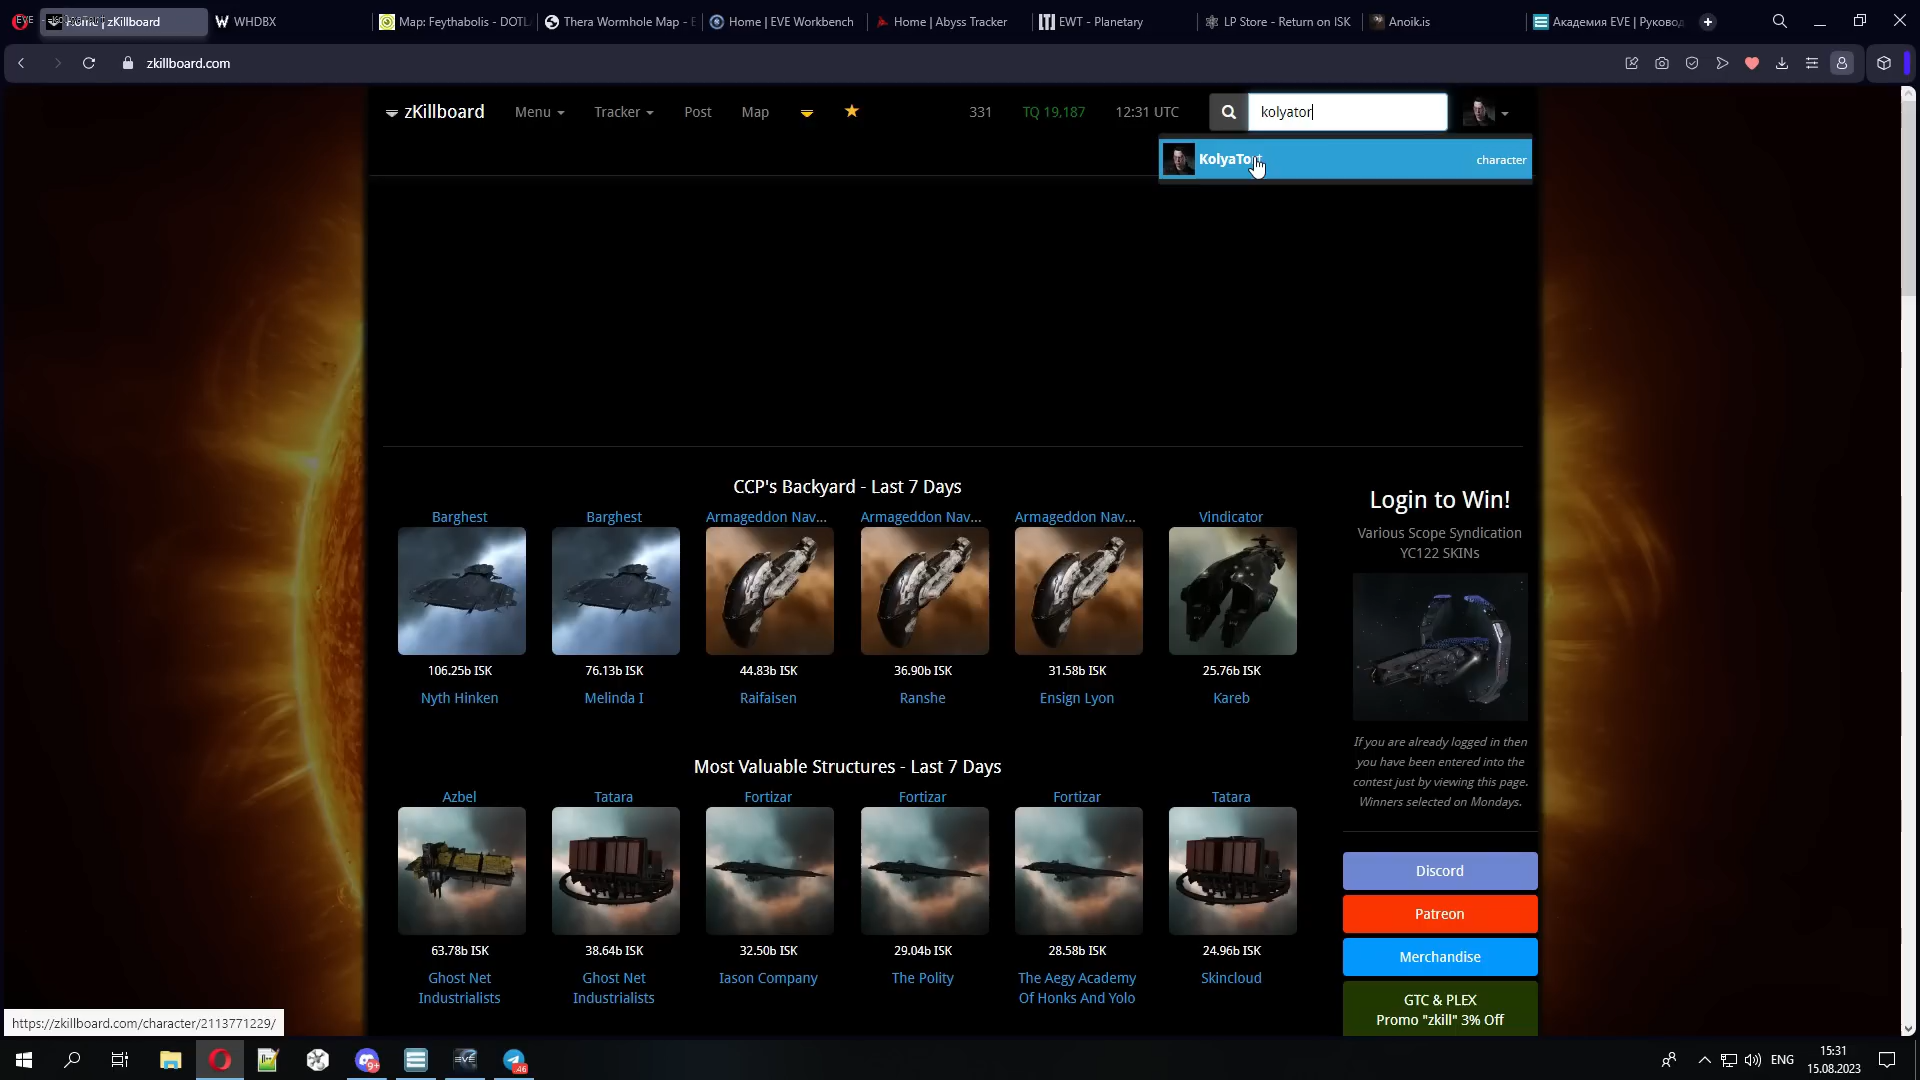 Home | zKillboard
WHDBX
Map: Feythabolis - DOTL
Thera Wormhole Map - E
Home | EVE Workbench
Home | Abyss Tracker
EWT - Planetary
LP Store - Return on ISK
Anoik.is
Академия EVE | Руковод
zkillboard.com
zKillboard
Menu
Tracker
Post
Map
331
TQ 19,187
12:31 UTC
kolyator
character
CCP's Backyard - Last 7 Days
Barghest
Barghest
Armageddon Nav...
Armageddon Nav...
Armageddon Nav...
Vindicator
106.25b ISK
76.13b ISK
44.83b ISK
36.90b ISK
31.58b ISK
25.76b ISK
Nyth Hinken
Melinda I
Raifaisen
Ranshe
Ensign Lyon
Kareb
Most Valuable Structures - Last 7 Days
Azbel
Tatara
Fortizar
Fortizar
Fortizar
Tatara
63.78b ISK
38.64b ISK
32.50b ISK
29.04b ISK
28.58b ISK
24.96b ISK
Ghost Net
Industrialists
Ghost Net
Industrialists
Iason Company
The Polity
The Aegy Academy
Of Honks And Yolo
Skincloud
Login to Win!
Various Scope Syndication
YC122 SKINs
If you are already logged in then
you have been entered into the
contest just by viewing this page.
Winners selected on Mondays.
Discord
Patreon
Merchandise
GTC & PLEX
Promo "zkill" 3% Off
https://zkillboard.com/character/2113771229/
9+
EVE
46
ENG
15:31
15.08.2023